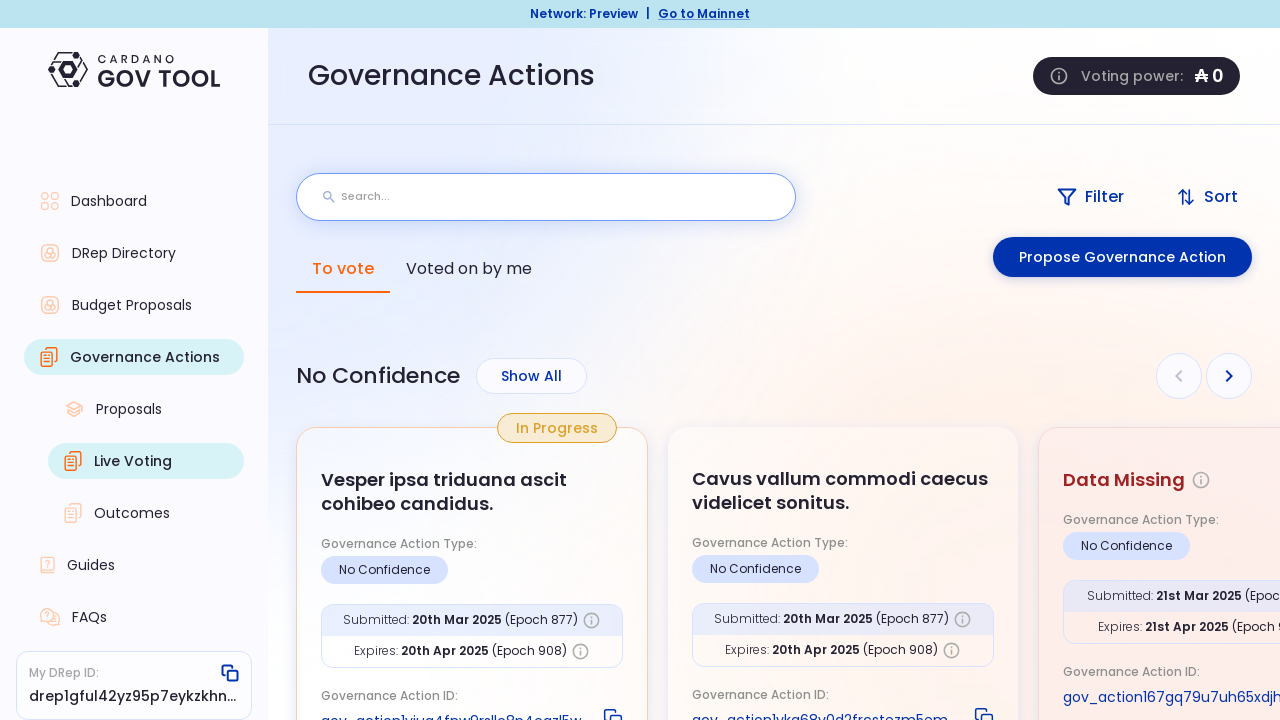 Network: Preview | Go to Mainnet
CARDANO
GOV TOOL
Governance Actions
Voting power: ₳ 0
Dashboard
DRep Directory
Budget Proposals
Governance Actions
Proposals
Live Voting
Outcomes
Guides
FAQs
My DRep ID:
drep1gful42yz95p7eykzkhn...
Search...
Filter
Sort
To vote
Voted on by me
Propose Governance Action
No Confidence
Show All
In Progress
Vesper ipsa triduana ascit
cohibeo candidus.
Governance Action Type:
No Confidence
Submitted: 20th Mar 2025 (Epoch 877)
Expires: 20th Apr 2025 (Epoch 908)
Governance Action ID:
Cavus vallum commodi caecus
videlicet sonitus.
Governance Action Type:
No Confidence
Submitted: 20th Mar 2025 (Epoch 877)
Expires: 20th Apr 2025 (Epoch 908)
Governance Action ID:
Data Missing
Governance Action Type:
No Confidence
Submitted: 21st Mar 2025 (Epoc
Expires: 21st Apr 2025 (Epoch
Governance Action ID:
gov_action167gq79u7uh65xdjh